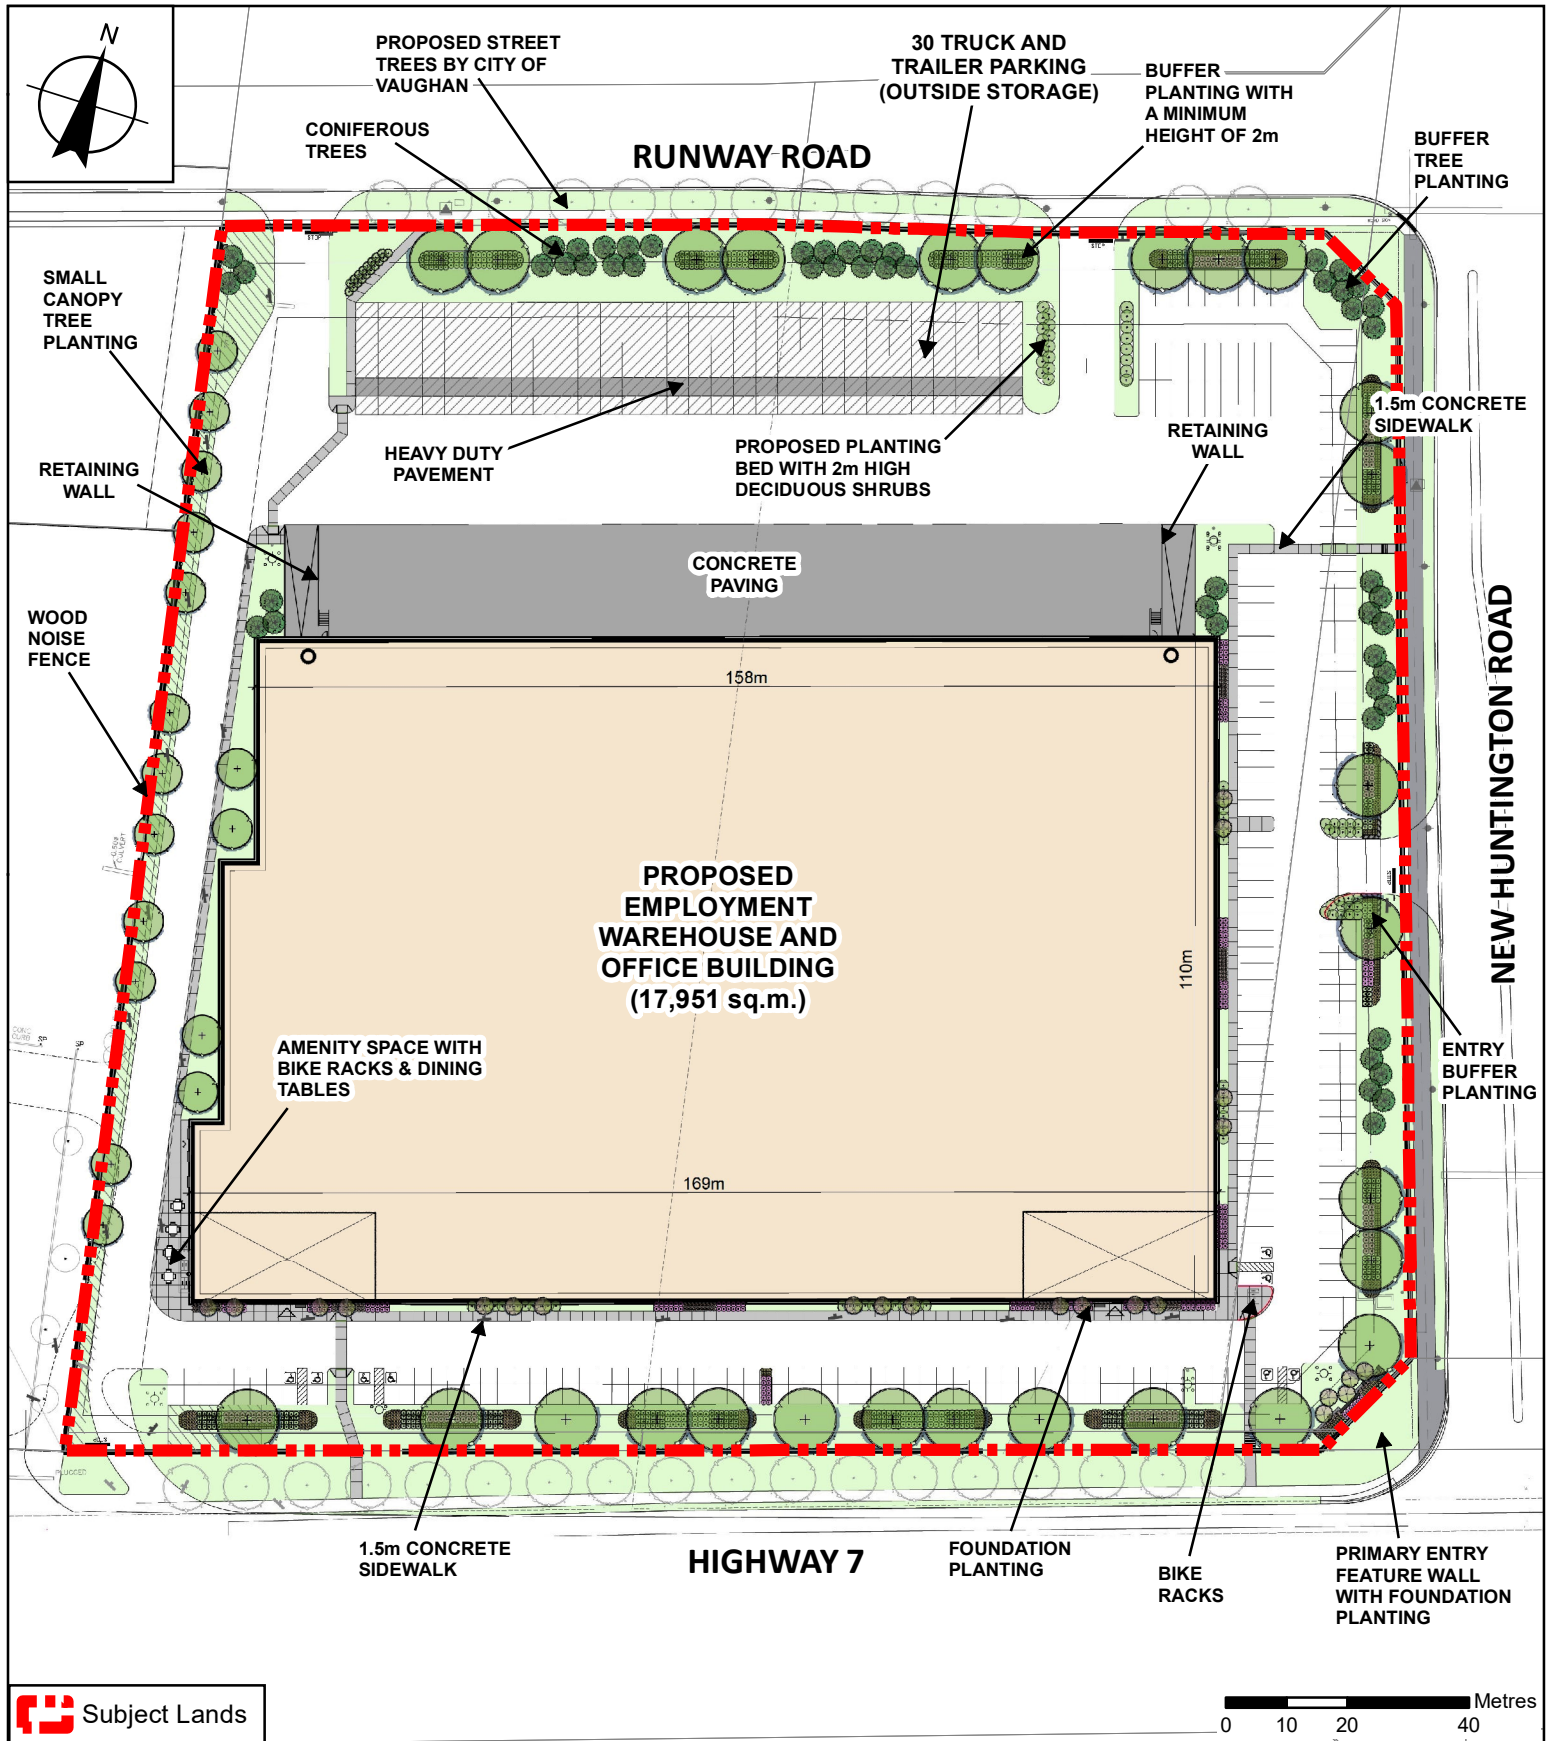 N
PROPOSED STREET
TREES BY CITY OF
VAUGHAN
30 TRUCK AND
TRAILER PARKING
(OUTSIDE STORAGE)
BUFFER
PLANTING WITH
A MINIMUM
HEIGHT OF 2m
CONIFEROUS
TREES
BUFFER
TREE
PLANTING
RUNWAY ROAD
STOP
SMALL
CANOPY
TREE
PLANTING
1.5m CONCRETE
SIDEWALK
RETAINING
WALL
HEAVY DUTY
PAVEMENT
PROPOSED PLANTING
BED WITH 2m HIGH
DECIDUOUS SHRUBS
RETAINING
WALL
CONCRETE
PAVING
WOOD
NOISE
FENCE
NEW HUNTINGTON ROAD
158m
STOP
PROPOSED
EMPLOYMENT
WAREHOUSE AND
OFFICE BUILDING
(17,951 sq.m.)
110m
AMENITY SPACE WITH
BIKE RACKS & DINING
TABLES
ENTRY
BUFFER
PLANTING
169m
PLUGGED
1.5m CONCRETE
SIDEWALK
HIGHWAY 7
FOUNDATION
PLANTING
BIKE
RACKS
PRIMARY ENTRY
FEATURE WALL
WITH FOUNDATION
PLANTING
Subject Lands
Metres
0 10 20 40